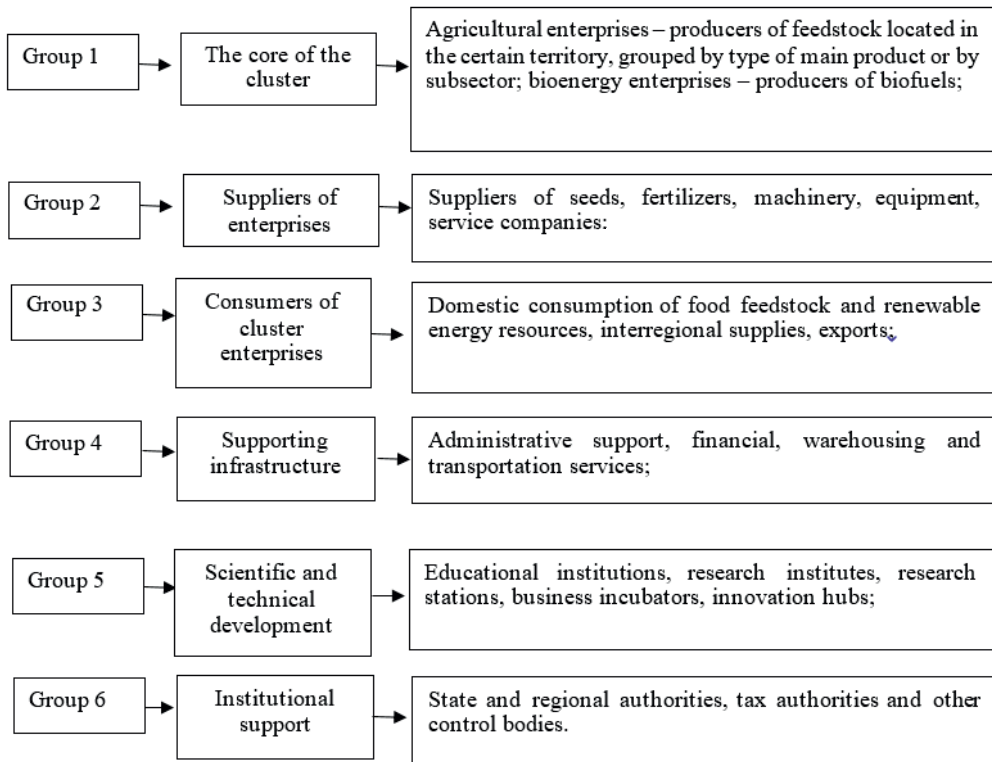 Group 1
The core of the
cluster
Agricultural enterprises – producers of feedstock located in
the certain territory, grouped by type of main product or by
subsector; bioenergy enterprises – producers of biofuels;
Group 2
Suppliers of
enterprises
Suppliers of seeds, fertilizers, machinery, equipment,
service companies:
Group 3
Consumers of
cluster
enterprises
Domestic consumption of food feedstock and renewable
energy resources, interregional supplies, exports;
Group 4
Supporting
infrastructure
Administrative support, financial, warehousing and
transportation services;
Group 5
Scientific and
technical
development
Educational institutions, research institutes, research
stations, business incubators, innovation hubs;
Group 6
Institutional
support
State and regional authorities, tax authorities and other
control bodies.